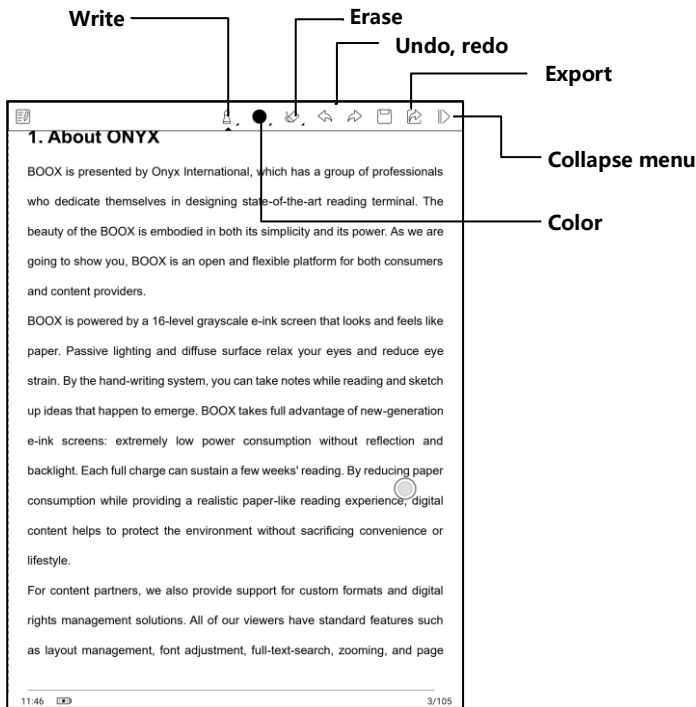 Write
Erase
Undo, redo
Export
Collapse menu
Color
1. About ONYX
BOOX is presented by Onyx International, which has a group of professionals
who dedicate themselves in designing state-of-the-art reading terminal. The
beauty of the BOOX is embodied in both its simplicity and its power. As we are
going to show you, BOOX is an open and flexible platform for both consumers
and content providers.
BOOX is powered by a 16-level grayscale e-ink screen that looks and feels like
paper. Passive lighting and diffuse surface relax your eyes and reduce eye
strain. By the hand-writing system, you can take notes while reading and sketch
up ideas that happen to emerge. BOOX takes full advantage of new-generation
e-ink screens: extremely low power consumption without reflection and
backlight. Each full charge can sustain a few weeks' reading. By reducing paper
consumption while providing a realistic paper-like reading experience, digital
content helps to protect the environment without sacrificing convenience or
lifestyle.
For content partners, we also provide support for custom formats and digital
rights management solutions. All of our viewers have standard features such
as layout management, font adjustment, full-text-search, zooming, and page
11:46
3/105